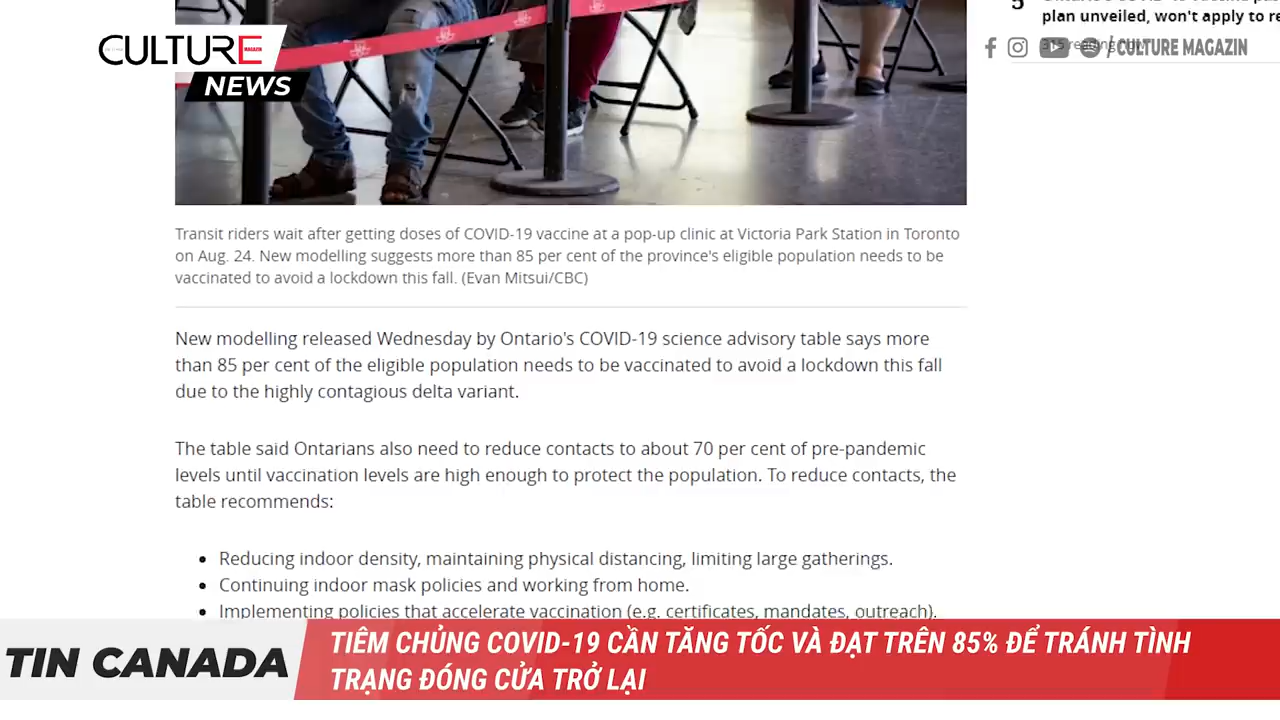 CULTURE
MAGAZIN
NEWS
5
plan unveiled, won't apply to re
/ CULTURE MAGAZIN
Transit riders wait after getting doses of COVID-19 vaccine at a pop-up clinic at Victoria Park Station in Toronto
on Aug. 24. New modelling suggests more than 85 per cent of the province's eligible population needs to be
vaccinated to avoid a lockdown this fall. (Evan Mitsui/CBC)
New modelling released Wednesday by Ontario's COVID-19 science advisory table says more
than 85 per cent of the eligible population needs to be vaccinated to avoid a lockdown this fall
due to the highly contagious delta variant.
The table said Ontarians also need to reduce contacts to about 70 per cent of pre-pandemic
levels until vaccination levels are high enough to protect the population. To reduce contacts, the
table recommends:
• Reducing indoor density, maintaining physical distancing, limiting large gatherings.
• Continuing indoor mask policies and working from home.
• Implementing policies that accelerate vaccination (e.g. certificates, mandates, outreach).
TIN CANADA
TIÊM CHỦNG COVID-19 CẦN TĂNG TỐC VÀ ĐẠT TRÊN 85% ĐỂ TRÁNH TÌNH
TRẠNG ĐÓNG CỬA TRỞ LẠI